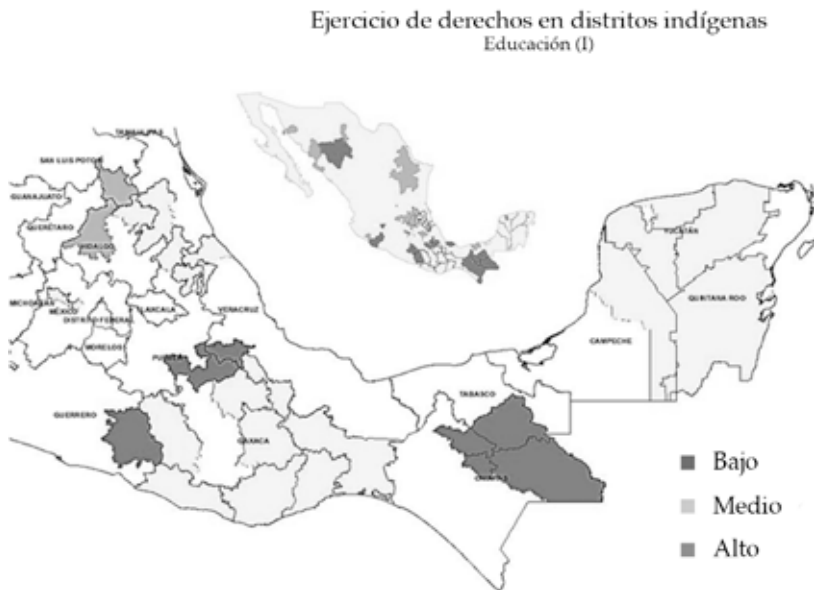 Ejercicio de derechos en distritos indígenas
Educación (I)
SAN LUIS POTOSÍ
GUANAJUATO
QUERÉTARO
HIDALGO
MICHOACÁN
MÉXICO
TLAXCALA
VERACRUZ
DISTRITO FEDERAL
MORELOS
PUEBLA
GUERRERO
OAXACA
TABASCO
CAMPECHE
YUCATÁN
QUINTANA ROO
Bajo
Medio
Alto